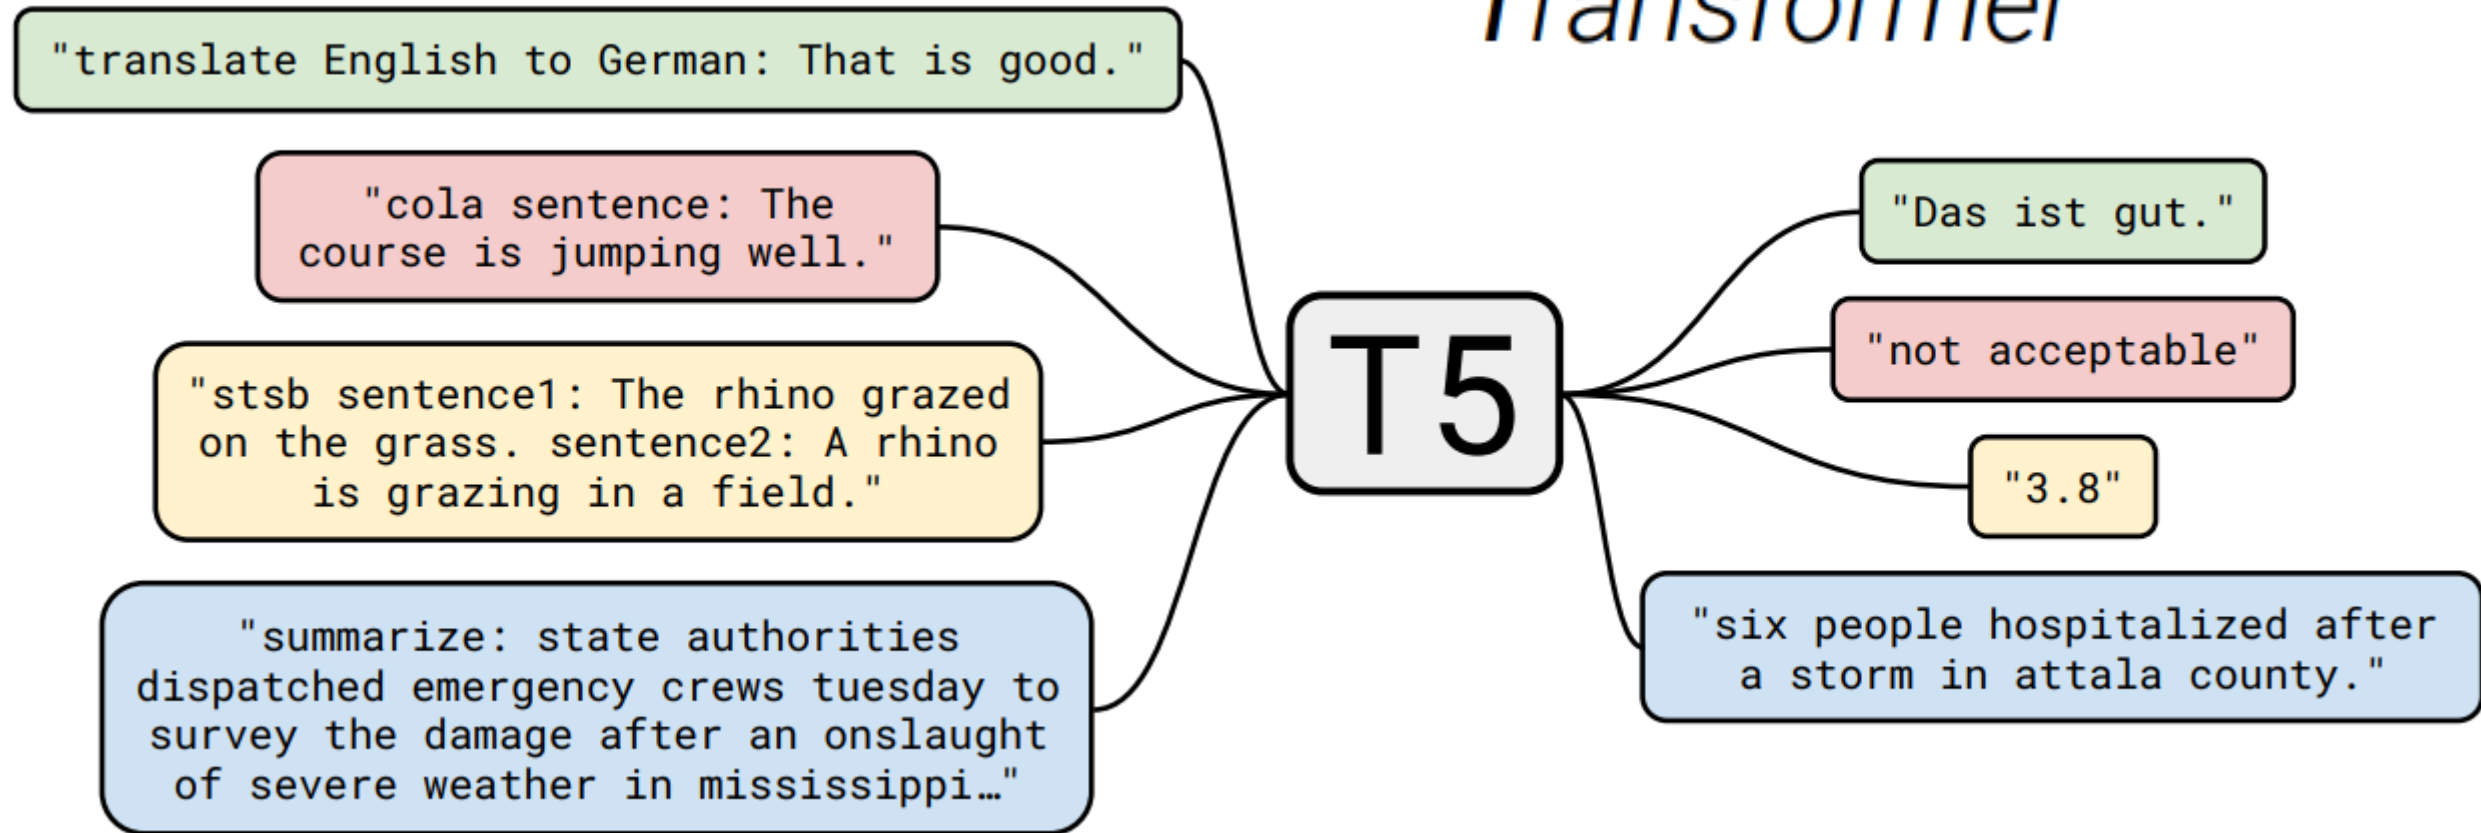 Transformer
"translate English to German: That is good."
"cola sentence: The
course is jumping well."
"stsb sentence1: The rhino grazed
on the grass. sentence2: A rhino
is grazing in a field."
"summarize: state authorities
dispatched emergency crews tuesday to
survey the damage after an onslaught
of severe weather in mississippi…"
T5
"Das ist gut."
"not acceptable"
"3.8"
"six people hospitalized after
a storm in attala county."